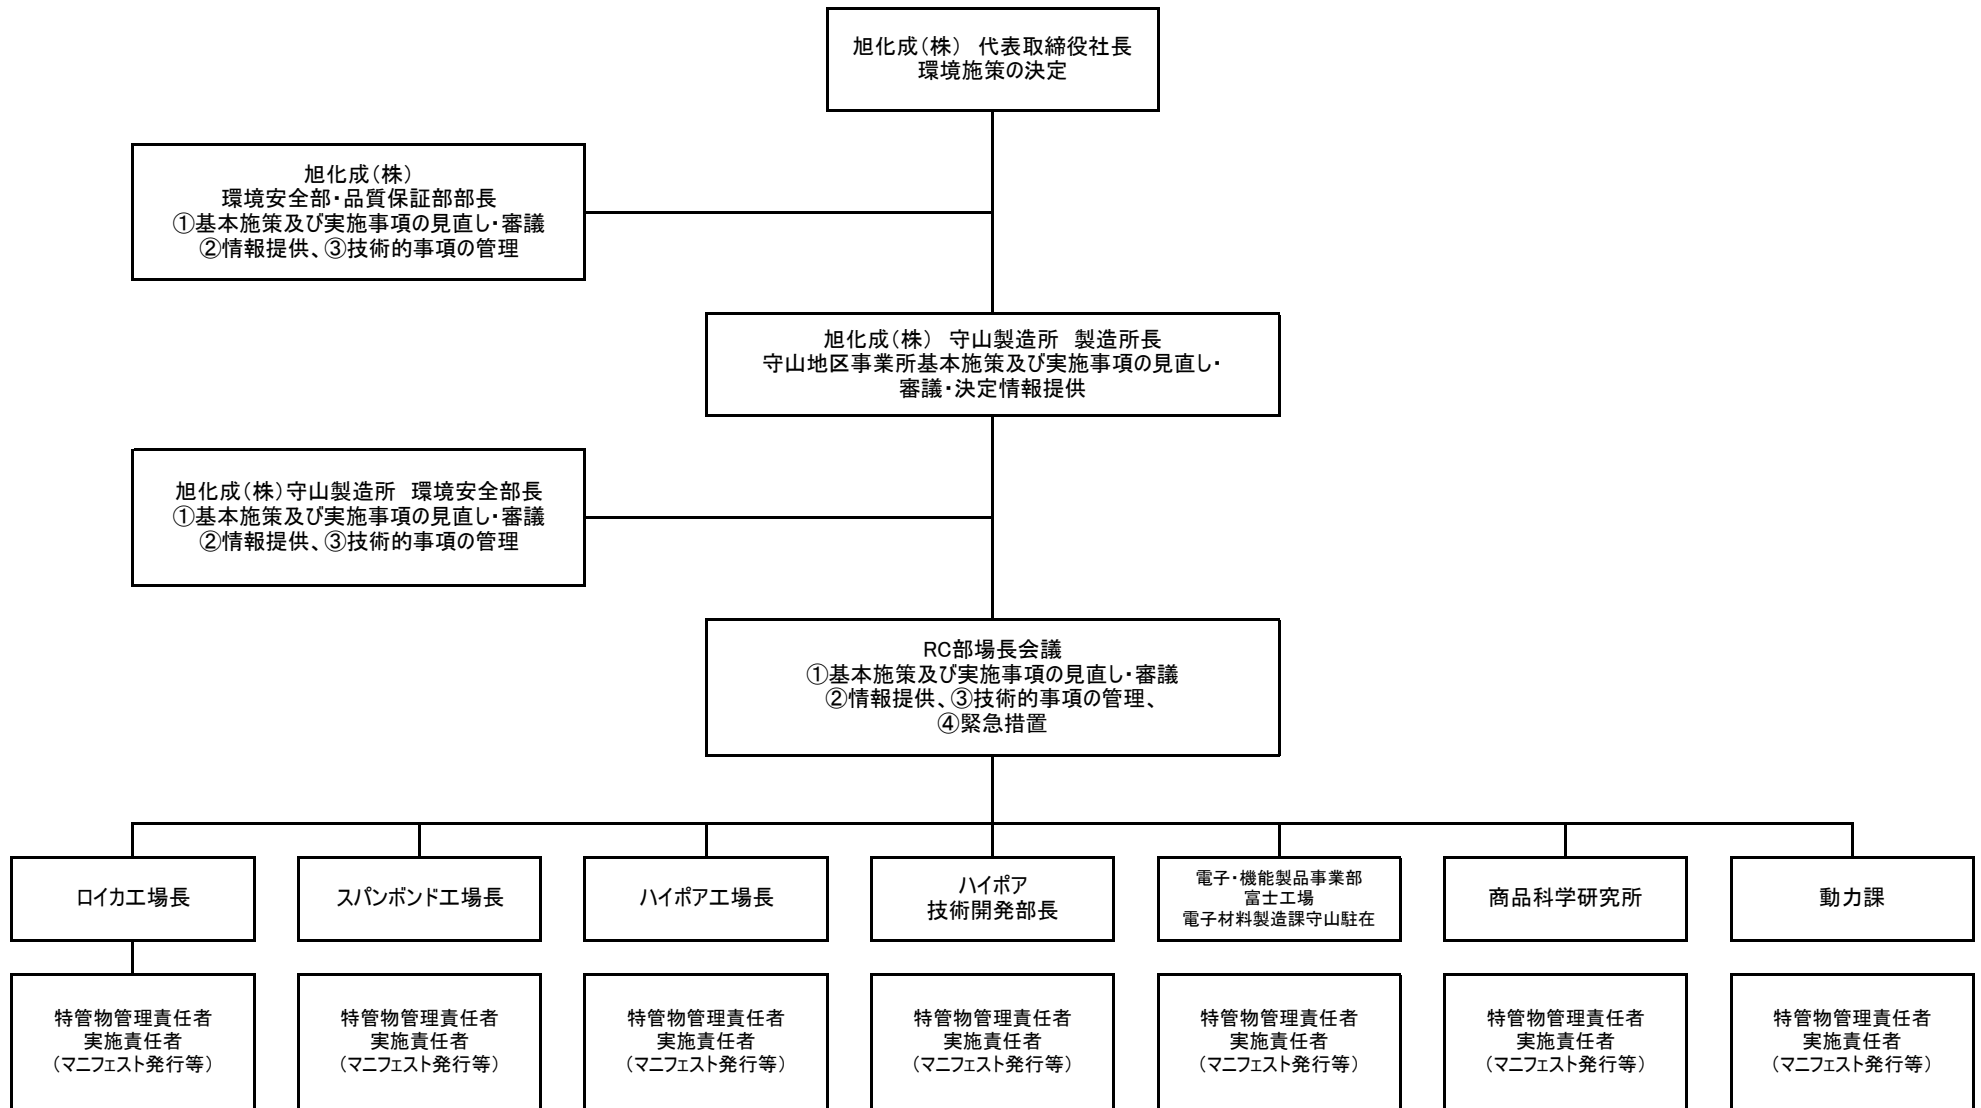 旭化成（株）　代表取締役社長
環境施策の決定
旭化成（株）
環境安全部・品質保証部部長
①基本施策及び実施事項の見直し・審議
②情報提供、③技術的事項の管理
旭化成（株）　守山製造所　製造所長
守山地区事業所基本施策及び実施事項の見直し・
審議・決定情報提供
旭化成（株）守山製造所　環境安全部長
①基本施策及び実施事項の見直し・審議
②情報提供、③技術的事項の管理
RC部場長会議
①基本施策及び実施事項の見直し・審議
②情報提供、③技術的事項の管理、
④緊急措置
ロイカ工場長
スパンボンド工場長
ハイポア工場長
ハイポア
技術開発部長
電子・機能製品事業部
富士工場
電子材料製造課守山駐在
商品科学研究所
動力課
特管物管理責任者
実施責任者
（マニフェスト発行等）
特管物管理責任者
実施責任者
（マニフェスト発行等）
特管物管理責任者
実施責任者
（マニフェスト発行等）
特管物管理責任者
実施責任者
（マニフェスト発行等）
特管物管理責任者
実施責任者
（マニフェスト発行等）
特管物管理責任者
実施責任者
（マニフェスト発行等）
特管物管理責任者
実施責任者
（マニフェスト発行等）